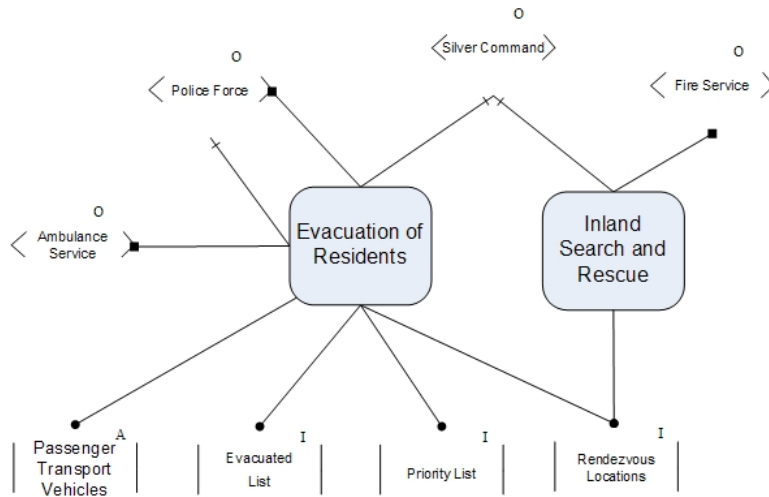 O
Silver Command
O
Police Force
O
Fire Service
O
Ambulance
Service
Evacuation of
Residents
Inland
Search and
Rescue
A
Passenger
Transport
Vehicles
I
Evacuated
List
I
Priority List
I
Rendezvous
Locations